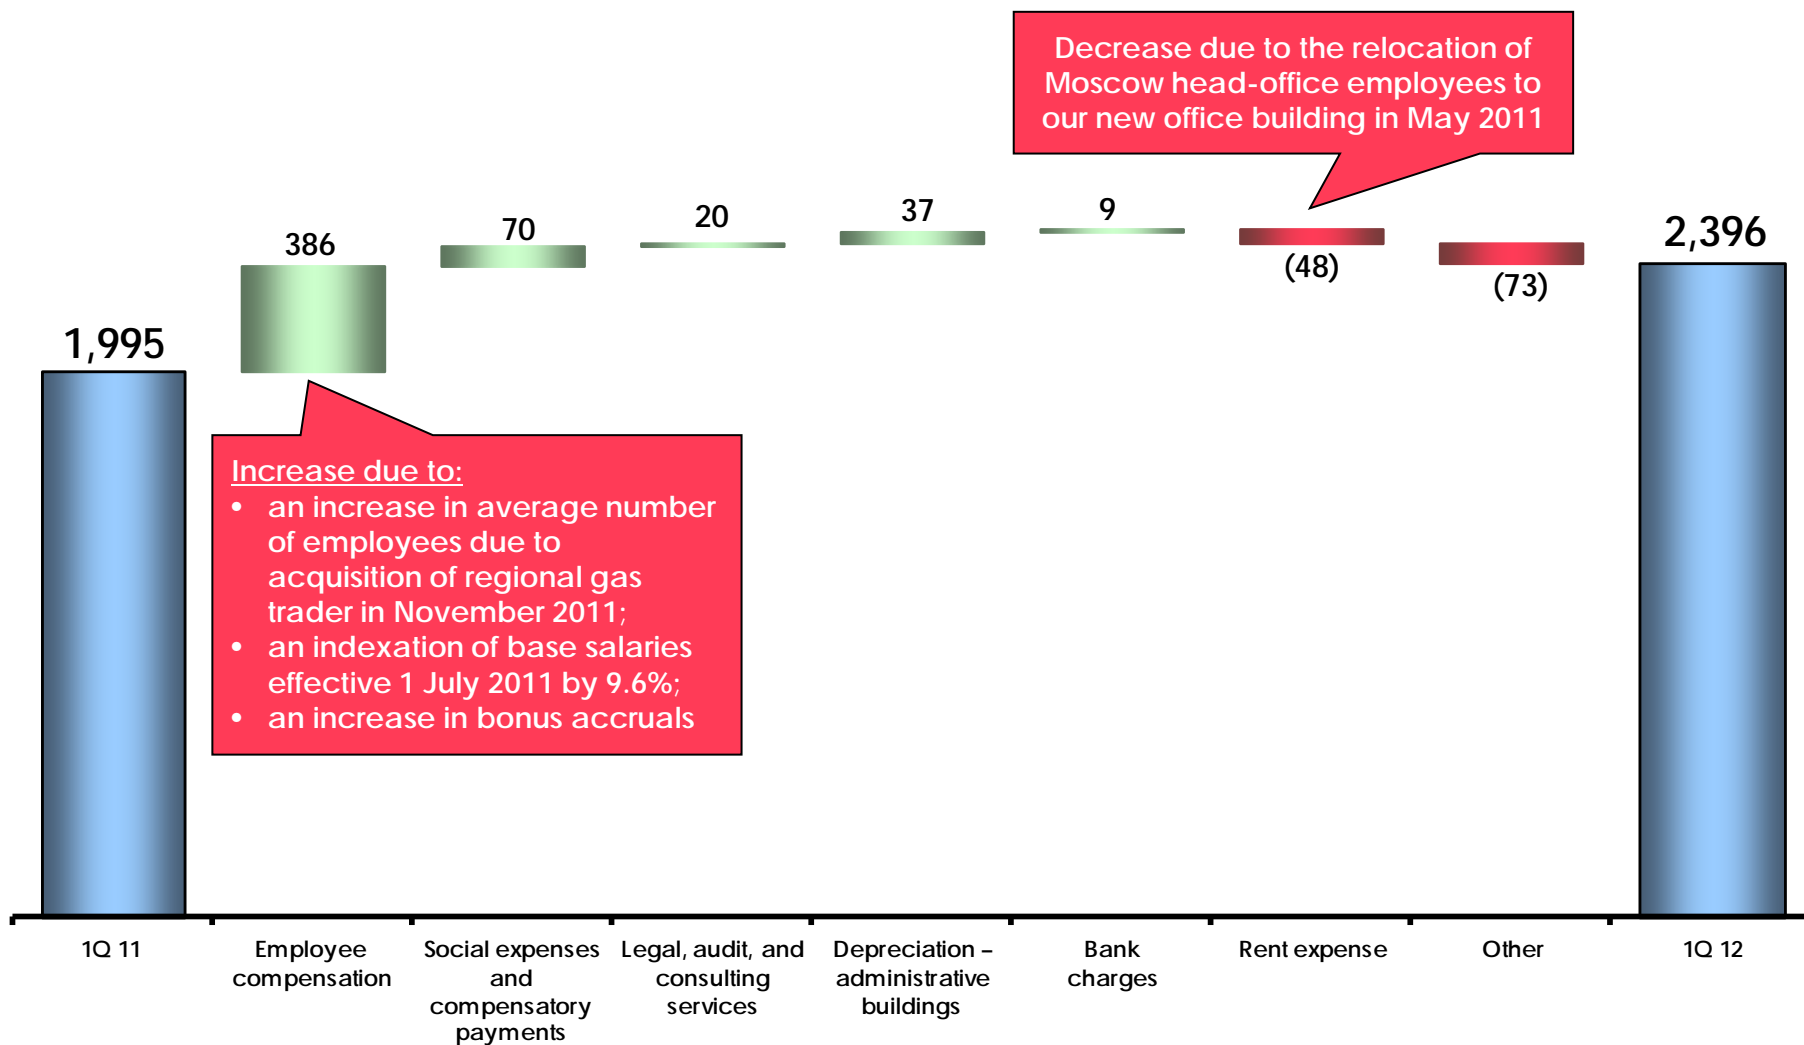 Decrease due to the relocation of
Moscow head-office employees to
our new office building in May 2011
1,995
386
70
20
37
9
(48)
(73)
2,396
Increase due to:
• an increase in average number
of employees due to
acquisition of regional gas
trader in November 2011;
• an indexation of base salaries
effective 1 July 2011 by 9.6%;
• an increase in bonus accruals
1Q 11
Employee
compensation
Social expenses
and
compensatory
payments
Legal, audit, and
consulting
services
Depreciation –
administrative
buildings
Bank
charges
Rent expense
Other
1Q 12